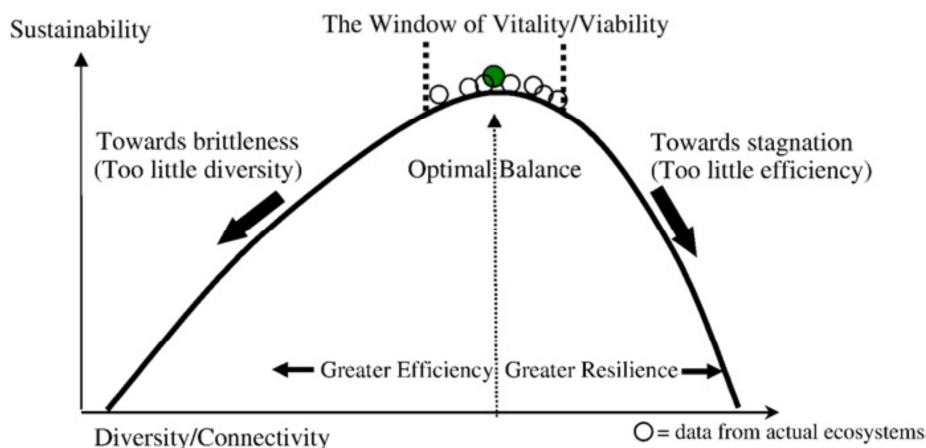 Sustainability
The Window of Vitality/Viability
Towards brittleness
(Too little diversity)
Towards stagnation
(Too little efficiency)
Optimal Balance
Greater Efficiency
Greater Resilience
Diversity/Connectivity
= data from actual ecosystems